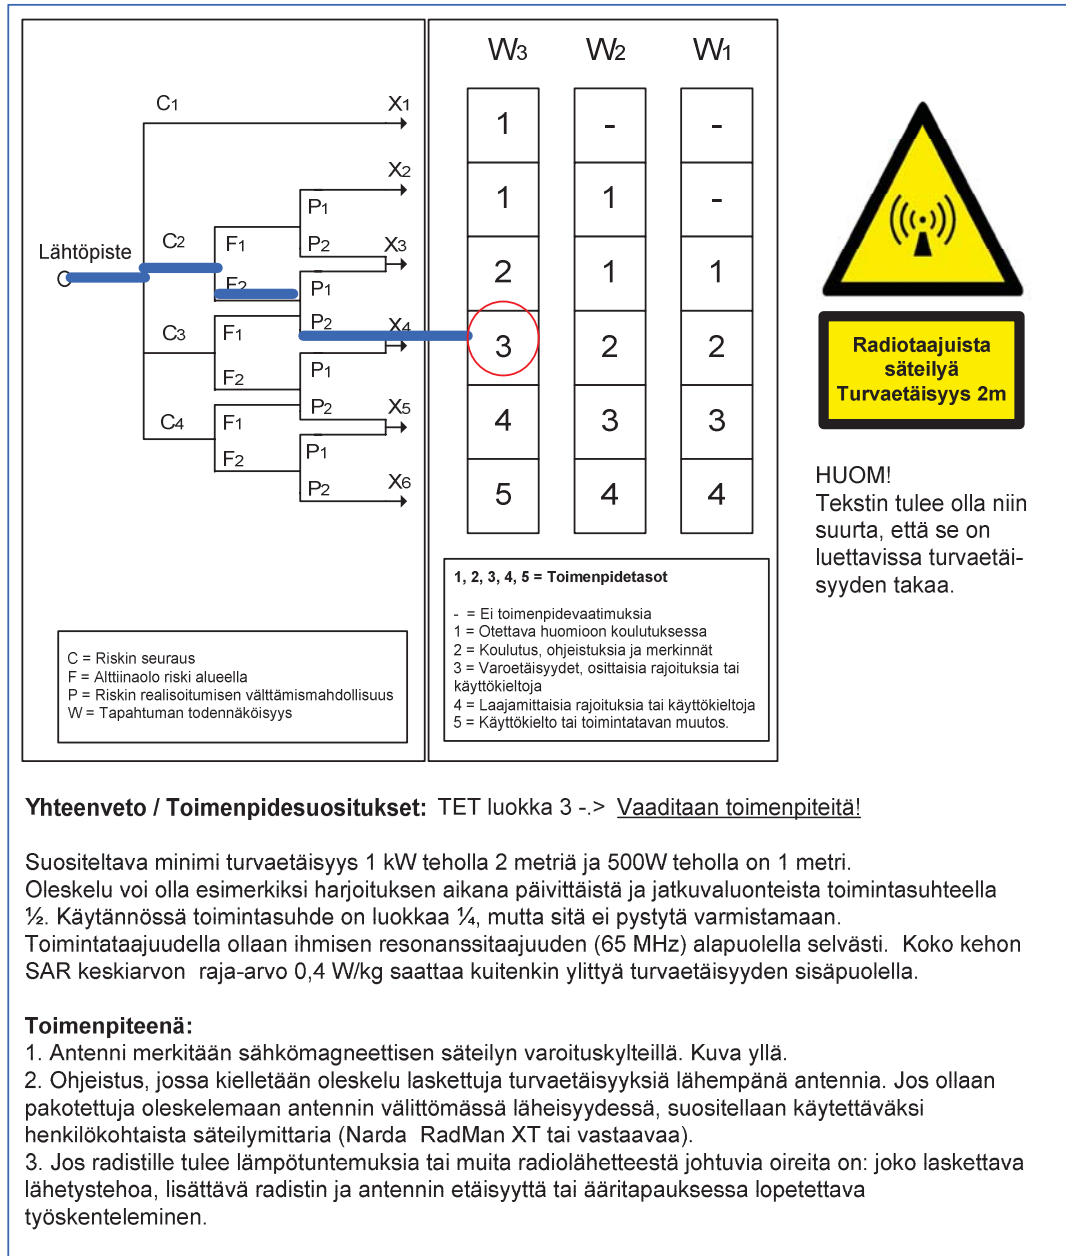 W3 W2 W1
C1 X1
1 - -
X2
1 1 -
P1
C2 F1 P2 X3
Lähtöpiste
2 1 1
F2 P1
C3 F1 P2 X4
3 2 2
F2 P1
P2 X5
C4 F1
4 3 3
F2 P1
P2 X6
5 4 4
Radiotaajuista
säteilyä
Turvaetäisyys 2m
HUOM!
Tekstin tulee olla niin
suurta, että se on
luettavissa turvaetäi-
syyden takaa.
C = Riskin seuraus
F = Alttiinaolo riski alueella
P = Riskin realisoitumisen välttämismahdollisuus
W = Tapahtuman todennäköisyys
1, 2, 3, 4, 5 = Toimenpidetasot
- = Ei toimenpidevaatimuksia
1 = Otettava huomioon koulutuksessa
2 = Koulutus, ohjeistuksia ja merkinnät
3 = Varoetäisyydet, osittaisia rajoituksia tai
käyttökieltoja
4 = Laajamittaisia rajoituksia tai käyttökieltoja
5 = Käyttökielto tai toimintatavan muutos.
Yhteenveto / Toimenpidesuositukset: TET luokka 3 -.> Vaaditaan toimenpiteitä!
Suositeltava minimi turvaetäisyys 1 kW teholla 2 metriä ja 500W teholla on 1 metri.
Oleskelu voi olla esimerkiksi harjoituksen aikana päivittäistä ja jatkuvaluonteista toimintasuhteella
½. Käytännössä toimintasuhde on luokkaa ¼, mutta sitä ei pystytä varmistamaan.
Toimintataajuudella ollaan ihmisen resonanssitaajuuden (65 MHz) alapuolella selvästi. Koko kehon
SAR keskiarvon raja-arvo 0,4 W/kg saattaa kuitenkin ylittyä turvaetäisyyden sisäpuolella.
Toimenpiteenä:
1. Antenni merkitään sähkömagneettisen säteilyn varoituskylteillä. Kuva yllä.
2. Ohjeistus, jossa kielletään oleskelu laskettuja turvaetäisyyksiä lähempänä antennia. Jos ollaan
pakotettuja oleskelemaan antennin välittömässä läheisyydessä, suositellaan käytettäväksi
henkilökohtaista säteilymittaria (Narda RadMan XT tai vastaavaa).
3. Jos radistille tulee lämpötuntemuksia tai muita radiolähetteestä johtuvia oireita on: joko laskettava
lähetystehoa, lisättävä radistin ja antennin etäisyyttä tai ääritapauksessa lopetettava
työskenteleminen.